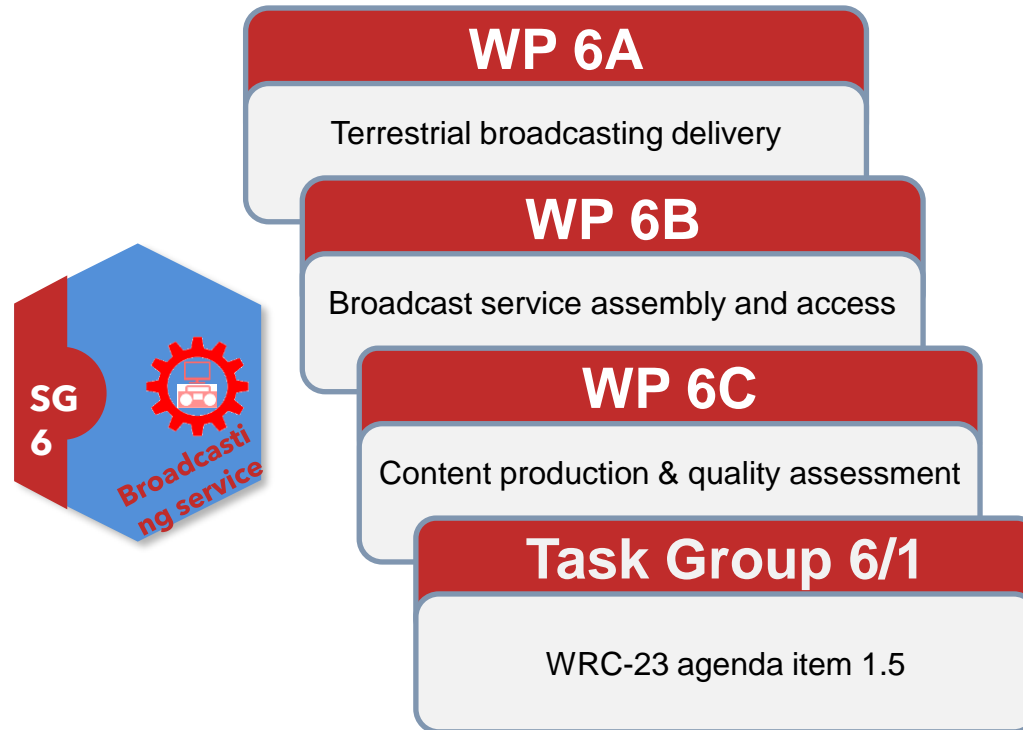 WP 6A
Terrestrial broadcasting delivery
WP 6B
Broadcast service assembly and access
WP 6C
Content production & quality assessment
Task Group 6/1
WRC-23 agenda item 1.5
SG
6
Broadcasti
ng service